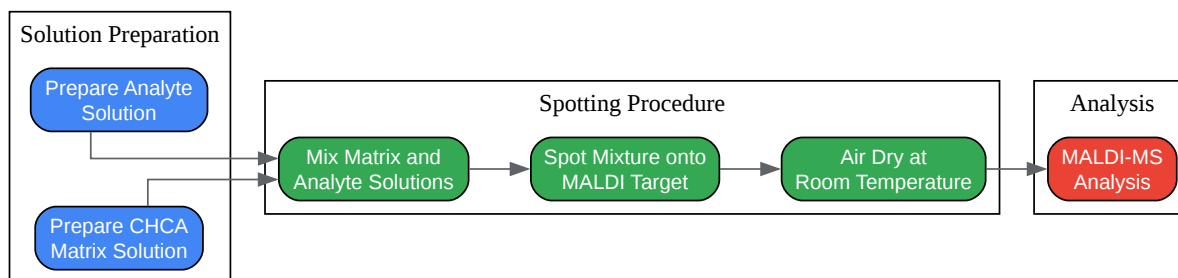 Solution Preparation
Prepare Analyte
Solution
Prepare CHCA
Matrix Solution
Spotting Procedure
Mix Matrix and
Analyte Solutions
Spot Mixture onto
MALDI Target
Air Dry at
Room Temperature
Analysis
MALDI-MS
Analysis